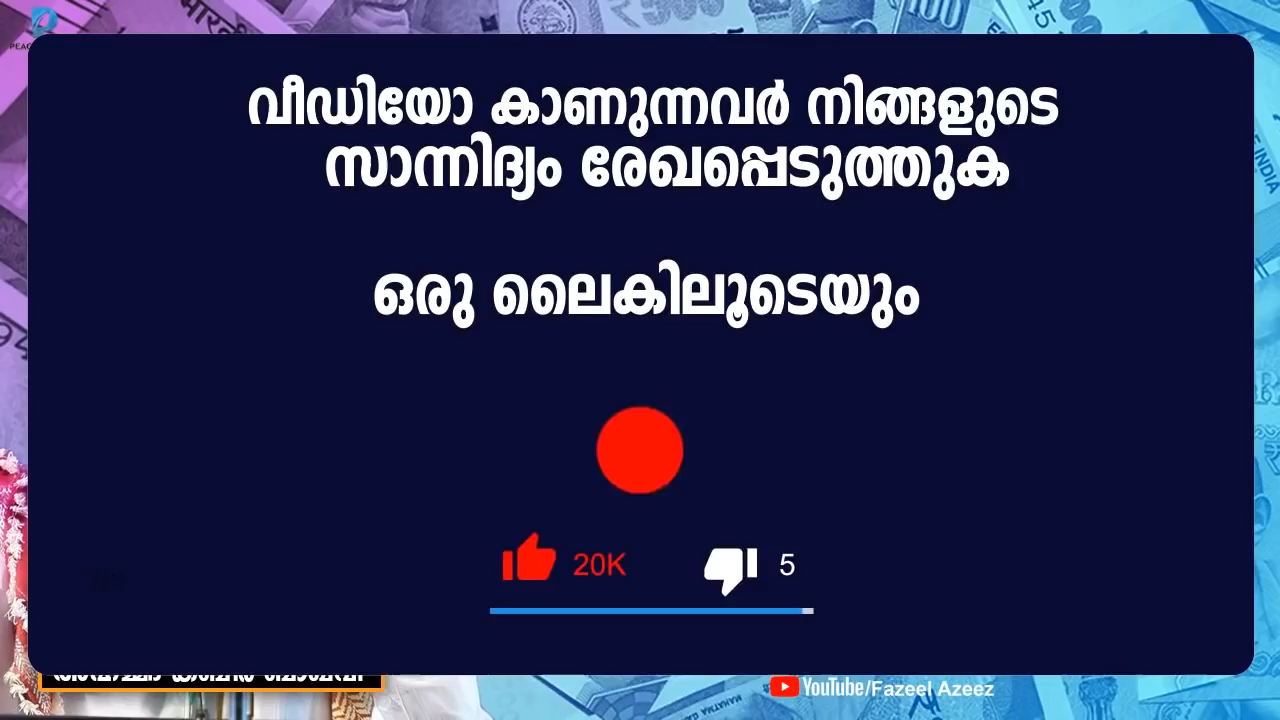 വീഡിയോ കാണുന്നവർ നിങ്ങളുടെ
സാന്നിദ്യം രേഖപ്പെടുത്തുക
ഒരു ലൈകിലൂടെയും
20K
5
YouTube/Fazeel Azeez